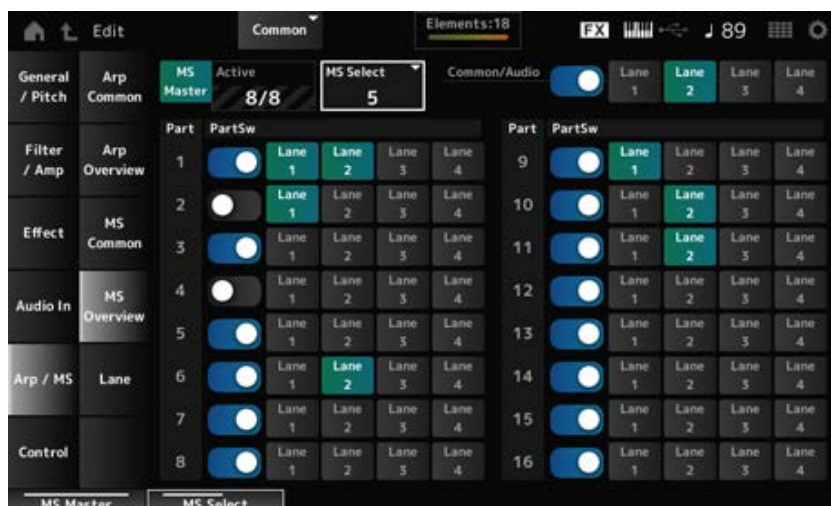 Edit
Common
Elements:18
FX
♩ 89
General / Pitch
Filter / Amp
Effect
Audio In
Arp / MS
Control
Arp Common
Arp Overview
MS Common
MS Overview
Lane
MS Master
Active
8/8
MS Select
5
Common/Audio
Lane 1
Lane 2
Lane 3
Lane 4
Part PartSw
Part PartSw
1 Lane 1 Lane 2 Lane 3 Lane 4
9 Lane 1 Lane 2 Lane 3 Lane 4
2 Lane 1 Lane 2 Lane 3 Lane 4
10 Lane 1 Lane 2 Lane 3 Lane 4
3 Lane 1 Lane 2 Lane 3 Lane 4
11 Lane 1 Lane 2 Lane 3 Lane 4
4 Lane 1 Lane 2 Lane 3 Lane 4
12 Lane 1 Lane 2 Lane 3 Lane 4
5 Lane 1 Lane 2 Lane 3 Lane 4
13 Lane 1 Lane 2 Lane 3 Lane 4
6 Lane 1 Lane 2 Lane 3 Lane 4
14 Lane 1 Lane 2 Lane 3 Lane 4
7 Lane 1 Lane 2 Lane 3 Lane 4
15 Lane 1 Lane 2 Lane 3 Lane 4
8 Lane 1 Lane 2 Lane 3 Lane 4
16 Lane 1 Lane 2 Lane 3 Lane 4
MS Master
MS Select